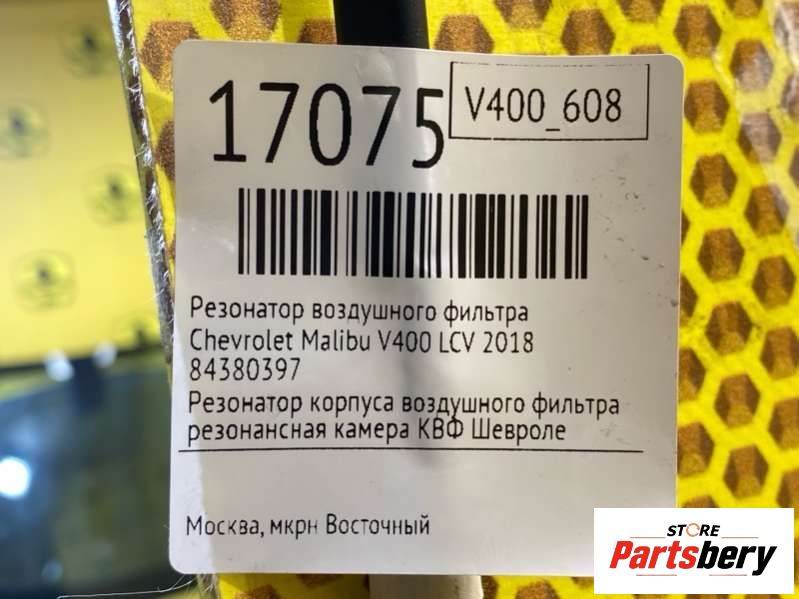 17075
V400_608
Резонатор воздушного фильтра
Chevrolet Malibu V400 LCV 2018
84380397
Резонатор корпуса воздушного фильтра
резонансная камера КВФ Шевроле
Москва, мкрн Восточный
STORE
Partsbery